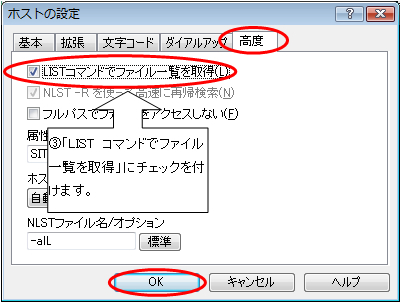 ホストの設定
基本 拡張 文字コード ダイアルアップ 高度
LISTコマンドでファイル一覧を取得(L)
NLST -R を使って高速に再帰検索(N)
フルパスでファ をアクセスしない(F)
属性
SIT
③「LIST コマンドでファイル
一覧を取得」にチェックを付
けます。
ホス
自動
NLSTファイル名/オプション
-alL 標準
OK キャンセル ヘルプ